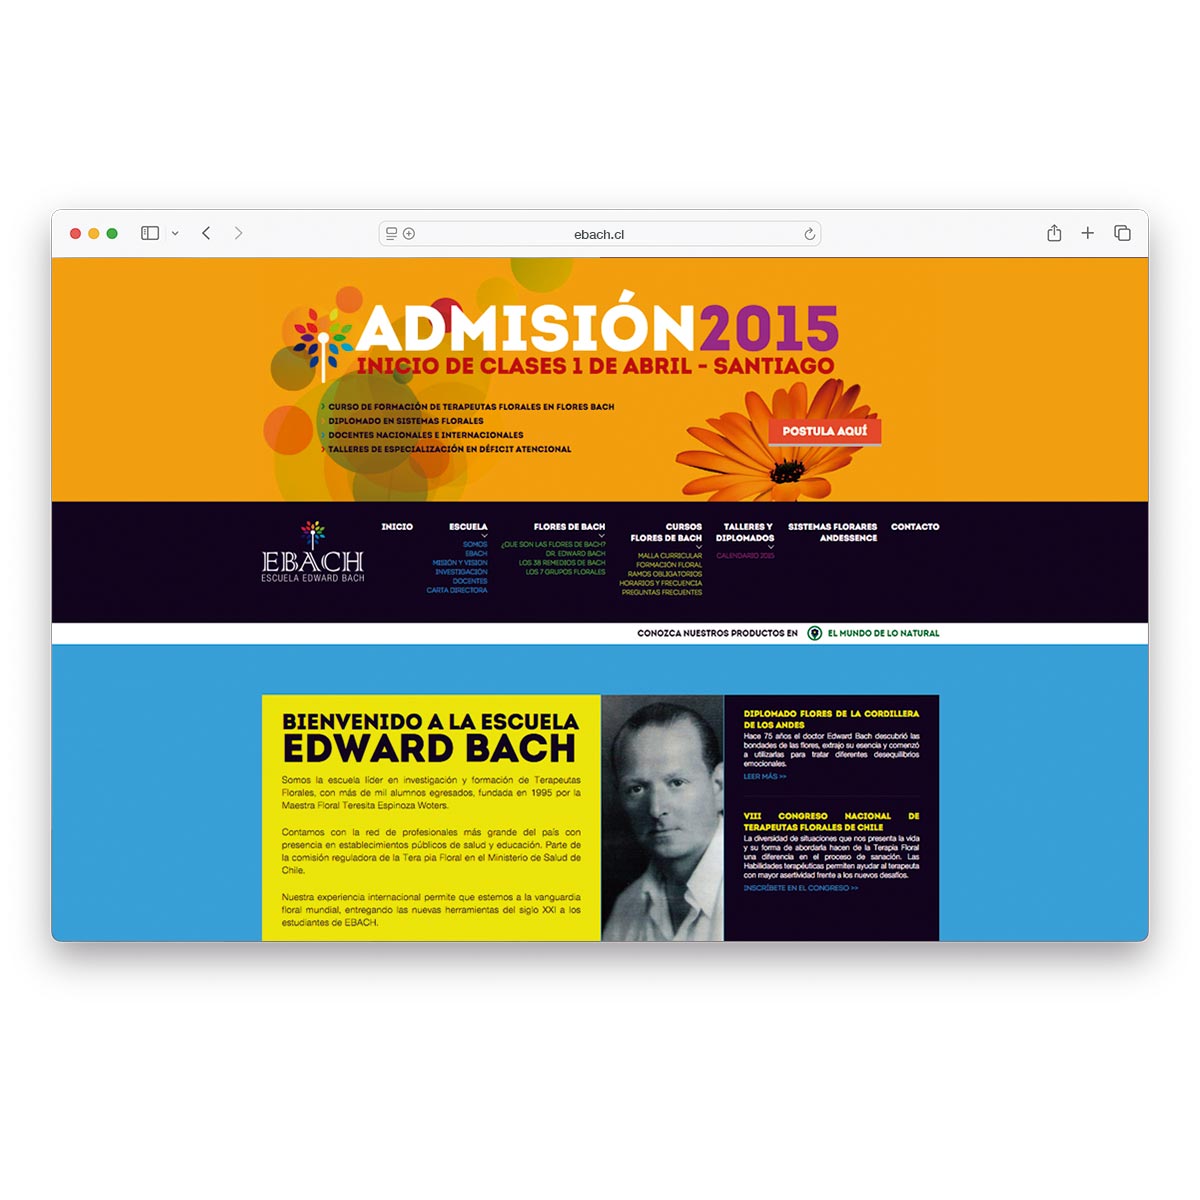 ebach.cl
ADMISIÓN2015
INICIO DE CLASES 1 DE ABRIL - SANTIAGO
> CURSO DE FORMACIÓN DE TERAPEUTAS FLORALES EN FLORES BACH
> DIPLOMADO EN SISTEMAS FLORALES
> DOCENTES NACIONALES E INTERNACIONALES
> TALLERES DE ESPECIALIZACIÓN EN DÉFICIT ATENCIONAL
POSTULA AQUÍ
EBACH
ESCUELA EDWARD BACH
INICIO
ESCUELA
SOMOS
EBACH
MISIÓN Y VISION
INVESTIGACIÓN
DOCENTES
CARTA DIRECTORA
FLORES DE BACH
¿QUE SON LAS FLORES DE BACH?
DR. EDWARD BACH
LOS 38 REMEDIOS DE BACH
LOS 7 GRUPOS FLORALES
CURSOS
FLORES DE BACH
MALLA CURRICULAR
FORMACIÓN FLORAL
RAMOS OBLIGATORIOS
HORARIOS Y FRECUENCIA
PREGUNTAS FRECUENTES
TALLERES Y
DIPLOMADOS
CALENDARIO 2015
SISTEMAS FLORARES
ANDESSENCE
CONTACTO
CONOZCA NUESTROS PRODUCTOS EN EL MUNDO DE LO NATURAL
BIENVENIDO A LA ESCUELA
EDWARD BACH
Somos la escuela líder en investigación y formación de Terapeutas
Florales, con más de mil alumnos egresados, fundada en 1995 por la
Maestra Floral Teresita Espinoza Woters.
Contamos con la red de profesionales más grande del país con
presencia en establecimientos públicos de salud y educación. Parte de
la comisión reguladora de la Tera pia Floral en el Ministerio de Salud de
Chile.
Nuestra experiencia internacional permite que estemos a la vanguardia
floral mundial, entregando las nuevas herramientas del siglo XXI a los
estudiantes de EBACH.
DIPLOMADO FLORES DE LA CORDILLERA
DE LOS ANDES
Hace 75 años el doctor Edward Bach descubrió las
bondades de las flores, extrajo su esencia y comenzó
a utilizarlas para tratar diferentes desequilibrios
emocionales.
LEER MÁS >>
VIII CONGRESO NACIONAL DE
TERAPEUTAS FLORALES DE CHILE
La diversidad de situaciones que nos presenta la vida
y su forma de abordarla hacen de la Terapia Floral
una diferencia en el proceso de sanación. Las
Habilidades terapéuticas permiten ayudar al terapeuta
con mayor asertividad frente a los nuevos desafíos.
INSCRÍBETE EN EL CONGRESO >>